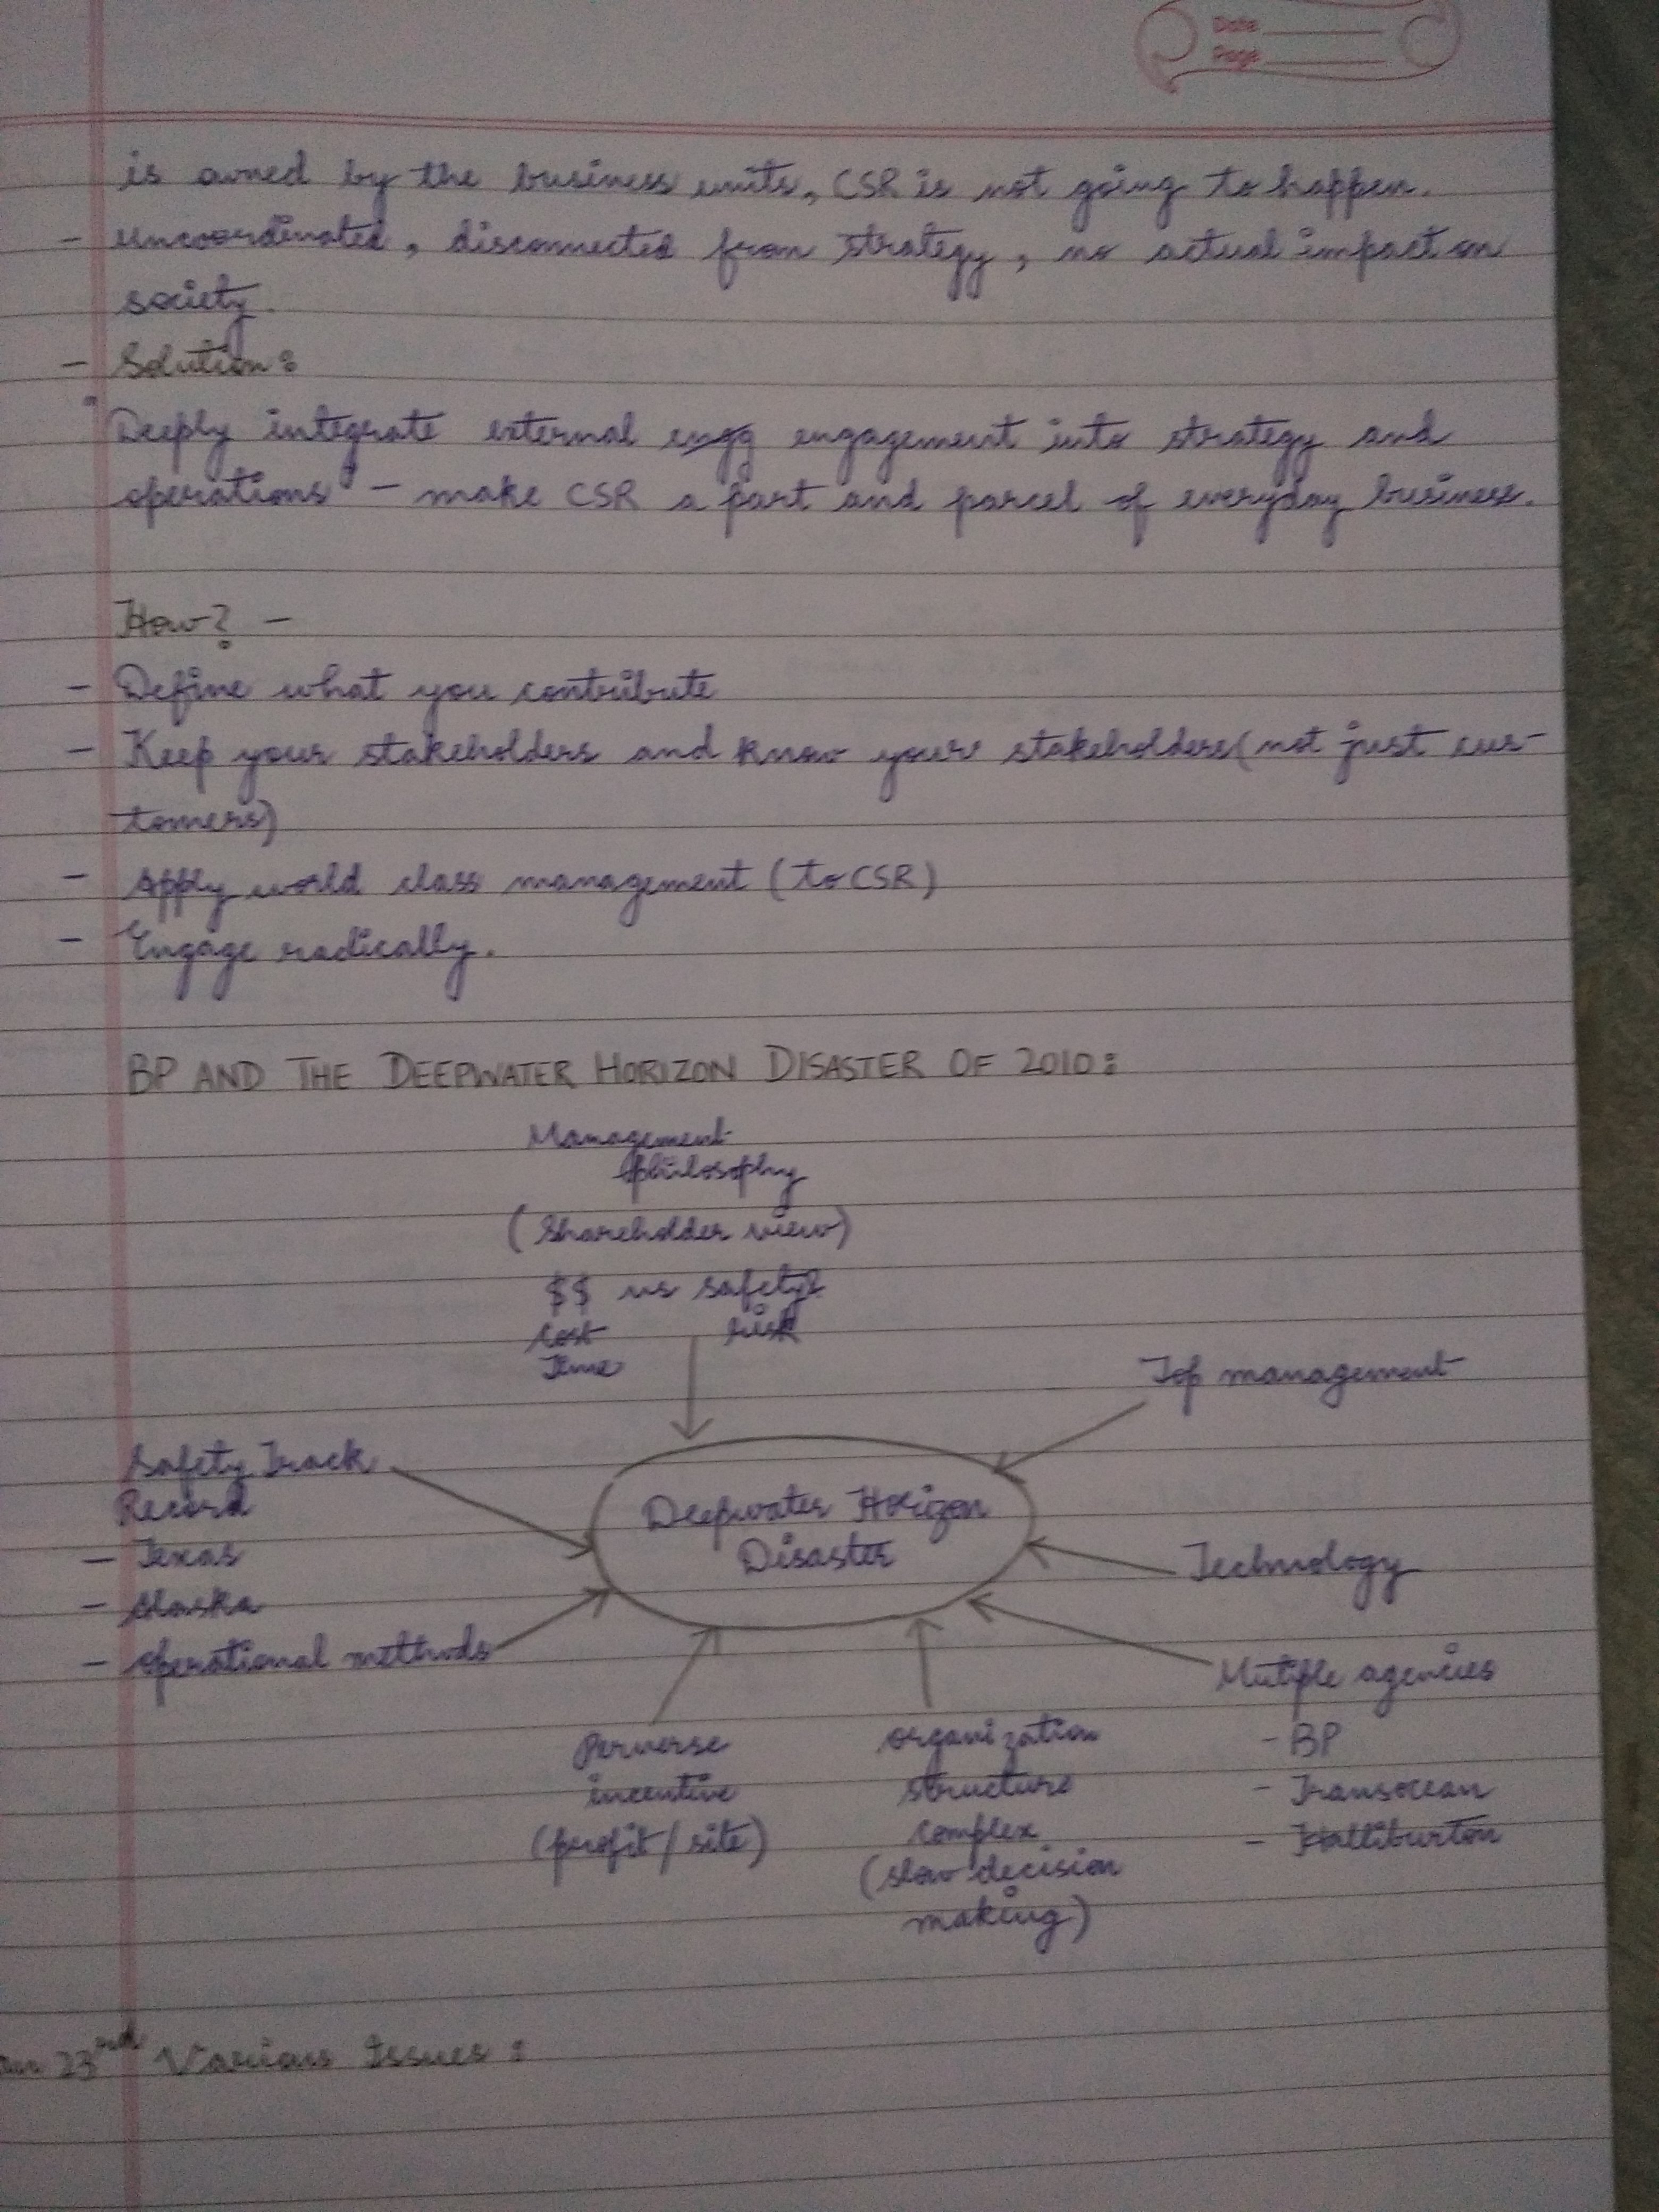 Date
Page
is owned by the business units, CSR is not going to happen.
- Uncoordinated, disconnected from strategy, no actual impact on
society.
- Solution:
Deeply integrate external engg engagement into strategy and
operations - make CSR a part and parcel of everyday business.
How? -
- Define what you contribute
- Keep your stakeholders and know your stakeholders (not just cus-
tomers)
- Apply world class management (to CSR)
- Engage radically.
BP AND THE DEEPWATER HORIZON DISASTER OF 2010:
Management
philosophy
(Shareholder view)
$$ vs safety &
cost risk
Time
Top management
Safety Track
Record
- Texas
- Alaska
- operational methods
Deepwater Horizon
Disaster
Technology
Mutiple agencies
- BP
- Transocean
- Halliburton
Perverse
incentive
(profit/site)
organization
structure
complex
(slow decision
making)
23rd Various Issues: